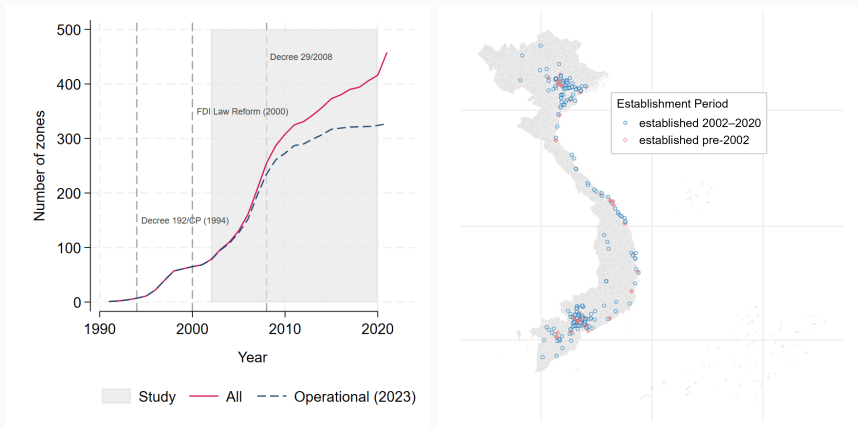 500
400
300
200
100
0
Number of zones
Decree 29/2008
FDI Law Reform (2000)
Decree 192/CP (1994)
1990
2000
2010
2020
Year
Study
All
Operational (2023)
Establishment Period
established 2002–2020
established pre-2002